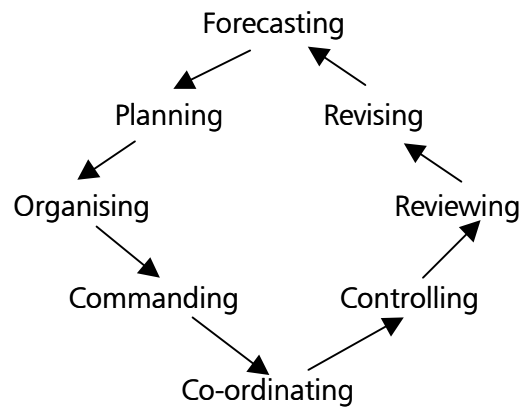 Forecasting
Planning
Revising
Organising
Reviewing
Commanding
Controlling
Co-ordinating